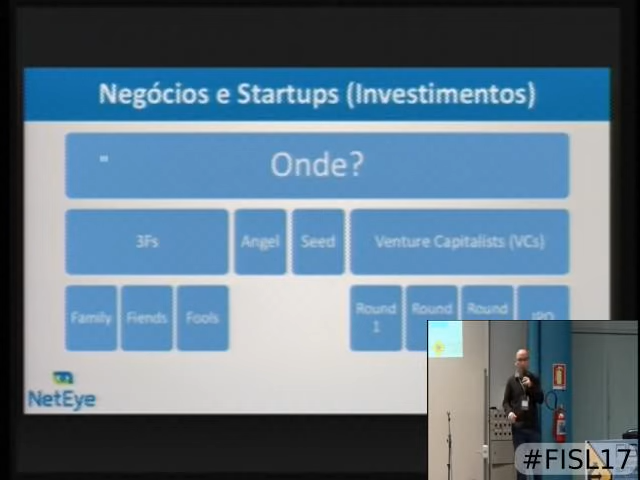 Negócios e Startups (Investimentos)
Onde?
3Fs
Angel
Seed
Venture Capitalists (VCs)
Family
Fiends
Fools
Round
1
Round
Round
IPO
NetEye
#FISL17